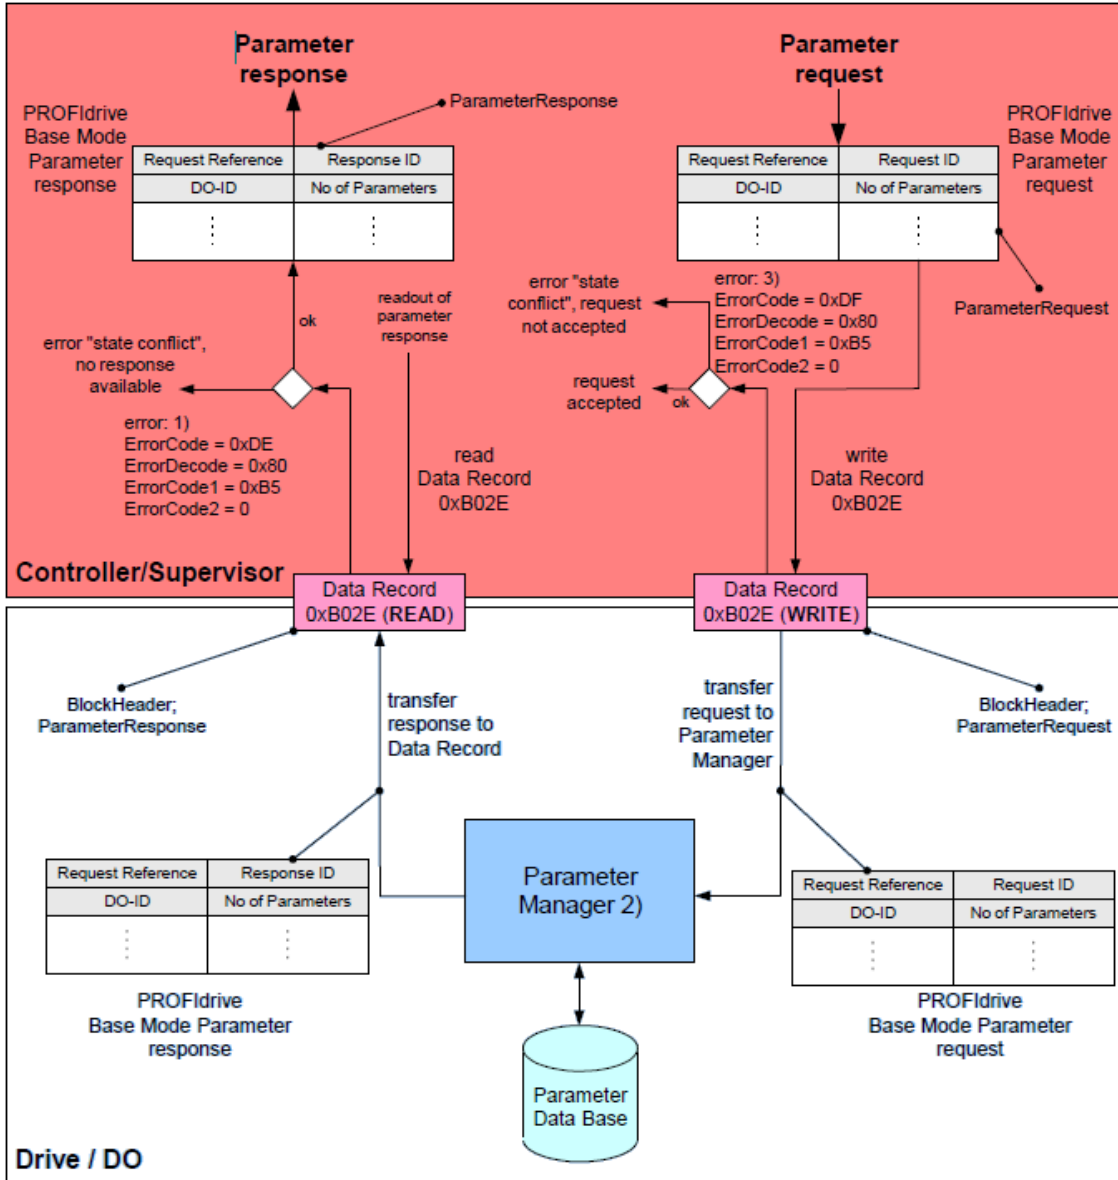 Parameter
response
Parameter
request
PROFIdrive
Base Mode
Parameter
response
ParameterResponse
PROFIdrive
Base Mode
Parameter
request
Request Reference
Response ID
DO-ID
No of Parameters
Request Reference
Request ID
DO-ID
No of Parameters
ok
readout of
parameter
response
error "state
conflict", request
not accepted
error: 3)
ErrorCode = 0xDF
ErrorDecode = 0x80
ErrorCode1 = 0xB5
ErrorCode2 = 0
ParameterRequest
error "state conflict",
no response
available
request
accepted
ok
error: 1)
ErrorCode = 0xDE
ErrorDecode = 0x80
ErrorCode1 = 0xB5
ErrorCode2 = 0
read
Data Record
0xB02E
write
Data Record
0xB02E
Controller/Supervisor
Data Record
0xB02E (READ)
Data Record
0xB02E (WRITE)
BlockHeader;
ParameterResponse
transfer
response to
Data Record
transfer
request to
Parameter
Manager
BlockHeader;
ParameterRequest
Request Reference
Response ID
DO-ID
No of Parameters
Parameter
Manager 2)
Request Reference
Request ID
DO-ID
No of Parameters
PROFIdrive
Base Mode Parameter
response
PROFIdrive
Base Mode Parameter
request
Parameter
Data Base
Drive / DO